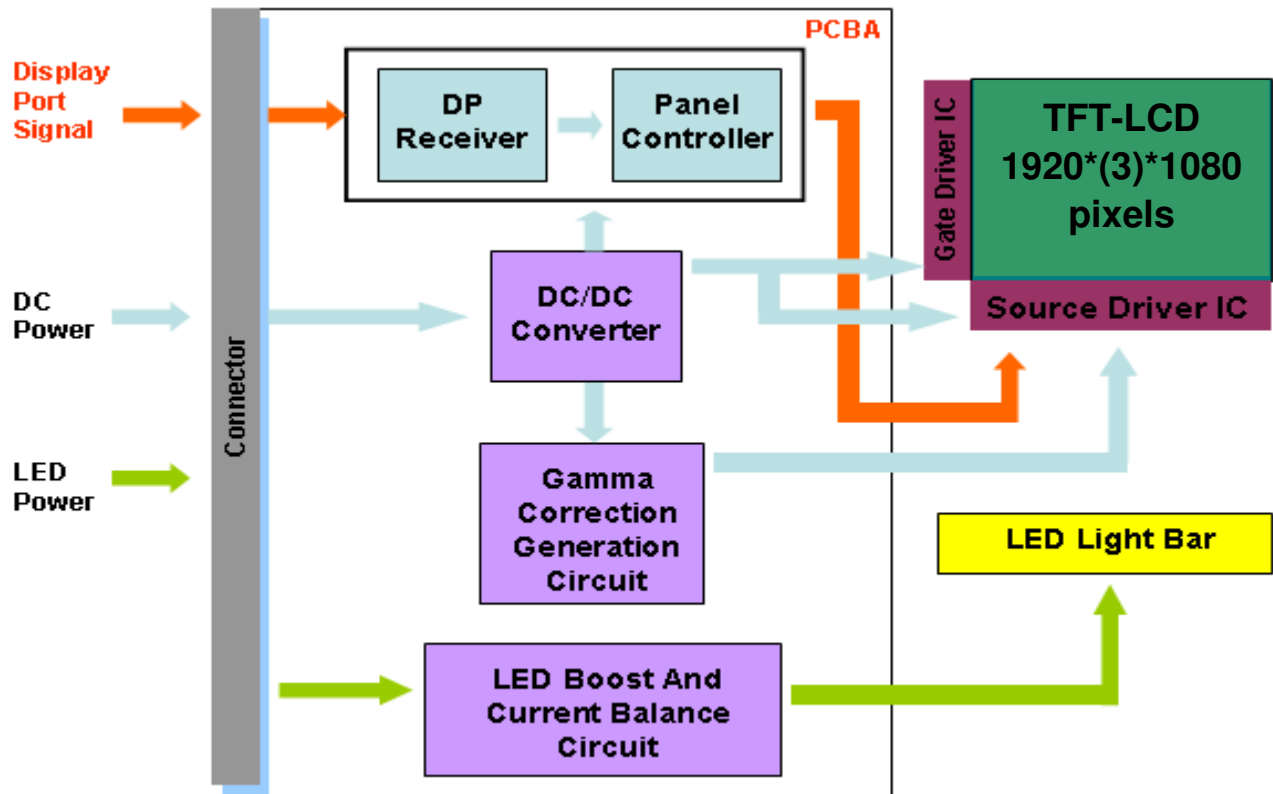 PCBA
Display
Port
Signal
DP
Receiver
Panel
Controller
Gate Driver IC
TFT-LCD
1920*(3)*1080
pixels
DC
Power
DC/DC
Converter
Source Driver IC
Connector
LED
Power
Gamma
Correction
Generation
Circuit
LED Light Bar
LED Boost And
Current Balance
Circuit